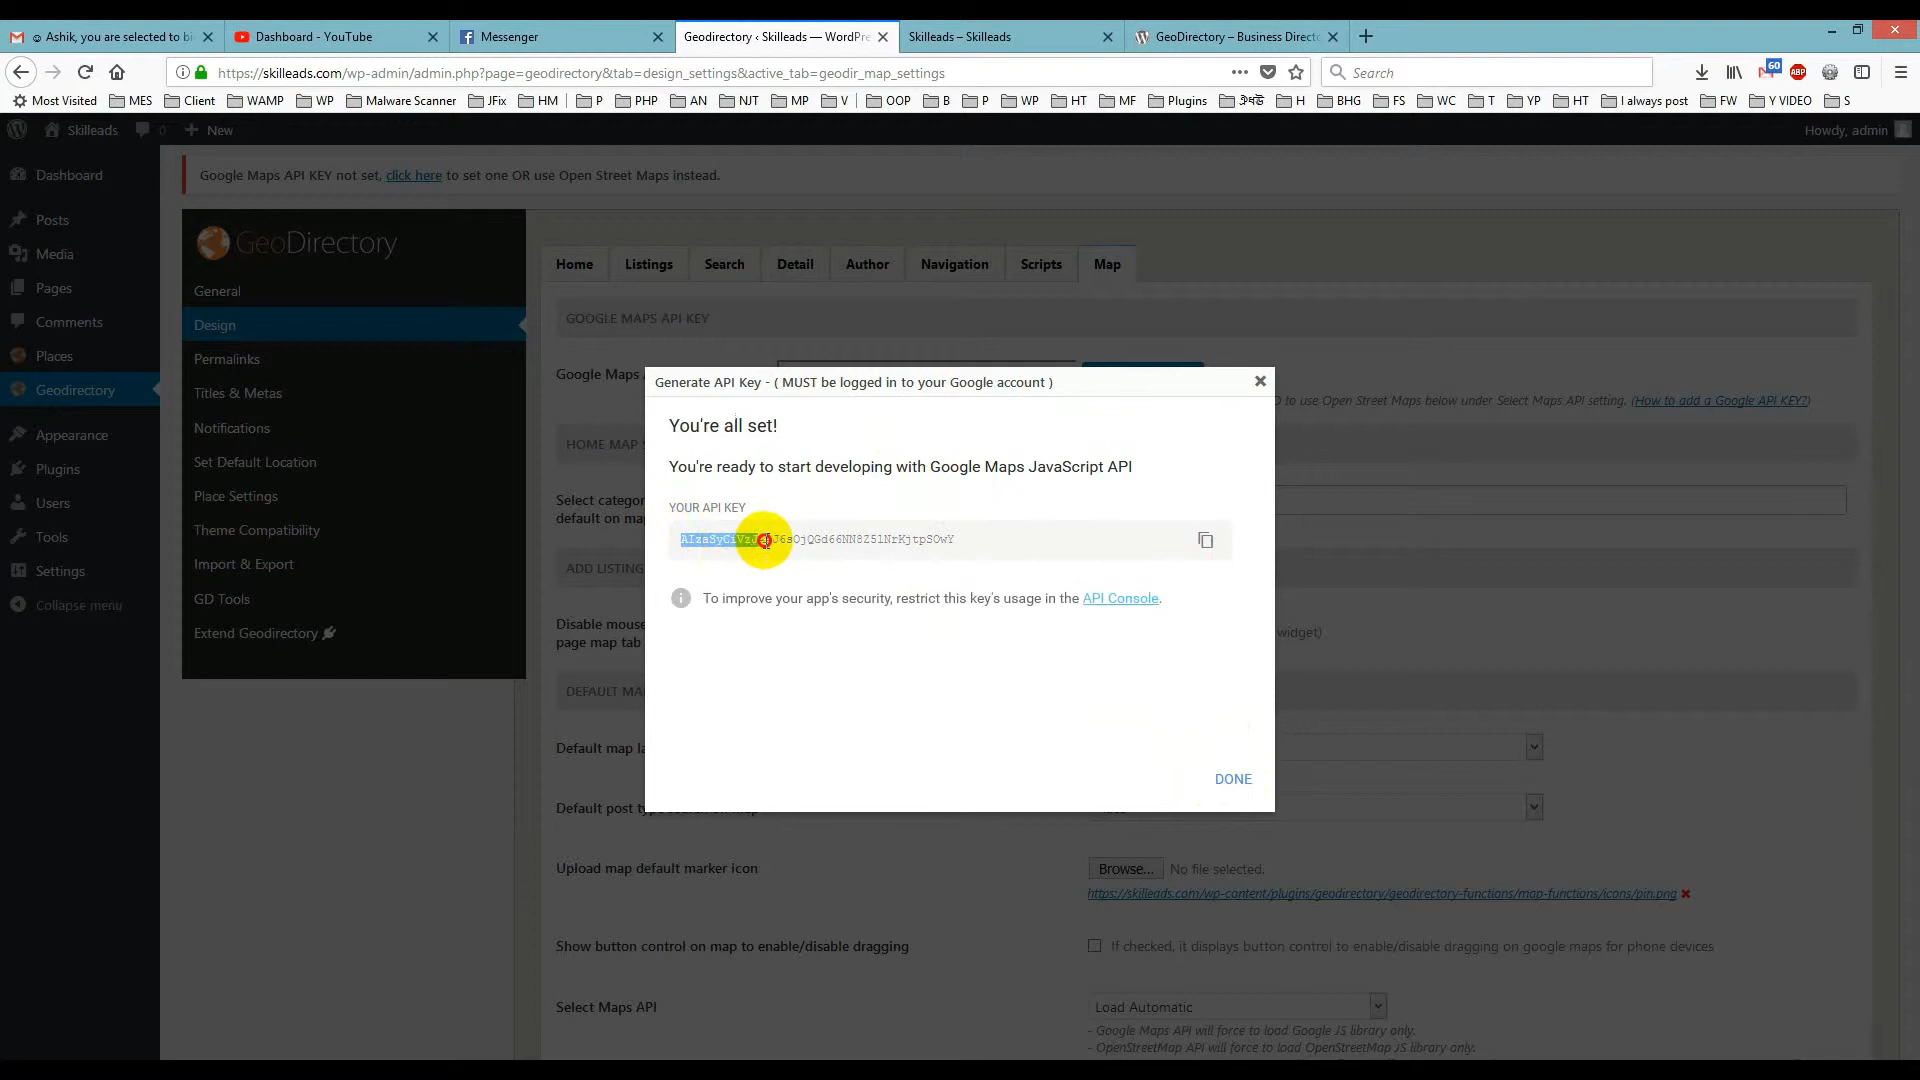 ☺ Ashik, you are selected to bi
Dashboard - YouTube
Messenger
Geodirectory ‹ Skilleads — WordPre
Skilleads – Skilleads
GeoDirectory – Business Directo
https://skilleads.com/wp-admin/admin.php?page=geodirectory&tab=design_settings&active_tab=geodir_map_settings
Search
60
ABP
Most Visited MES Client WAMP WP Malware Scanner JFix HM P PHP AN NJT MP V OOP B P WP HT MF Plugins H BHG FS WC T YP HT I always post FW Y VIDEO S
Skilleads 0 New
Howdy, admin
Dashboard
Posts
Media
Pages
Comments
Places
Geodirectory
Appearance
Plugins
Users
Tools
Settings
Collapse menu
Google Maps API KEY not set, click here to set one OR use Open Street Maps instead.
GeoDirectory
General
Design
Permalinks
Titles & Metas
Notifications
Set Default Location
Place Settings
Theme Compatibility
Import & Export
GD Tools
Extend Geodirectory
Home Listings Search Detail Author Navigation Scripts Map
GOOGLE MAPS API KEY
Google Maps
to use Open Street Maps below under Select Maps API setting. (How to add a Google API KEY?)
HOME MAP
Select categor
default on map
ADD LISTING
Disable mouse
page map tab
widget)
DEFAULT MA
Default map la
Default post ty
Generate API Key - ( MUST be logged in to your Google account )
You're all set!
You're ready to start developing with Google Maps JavaScript API
YOUR API KEY
To improve your app's security, restrict this key's usage in the API Console.
DONE
Upload map default marker icon
Browse... No file selected.
https://skilleads.com/wp-content/plugins/geodirectory/geodirectory-functions/map-functions/icons/pin.png
Show button control on map to enable/disable dragging
If checked, it displays button control to enable/disable dragging on google maps for phone devices
Select Maps API
Load Automatic
- Google Maps API will force to load Google JS library only.
- OpenStreetMap API will force to load OpenStreetMap JS library only.